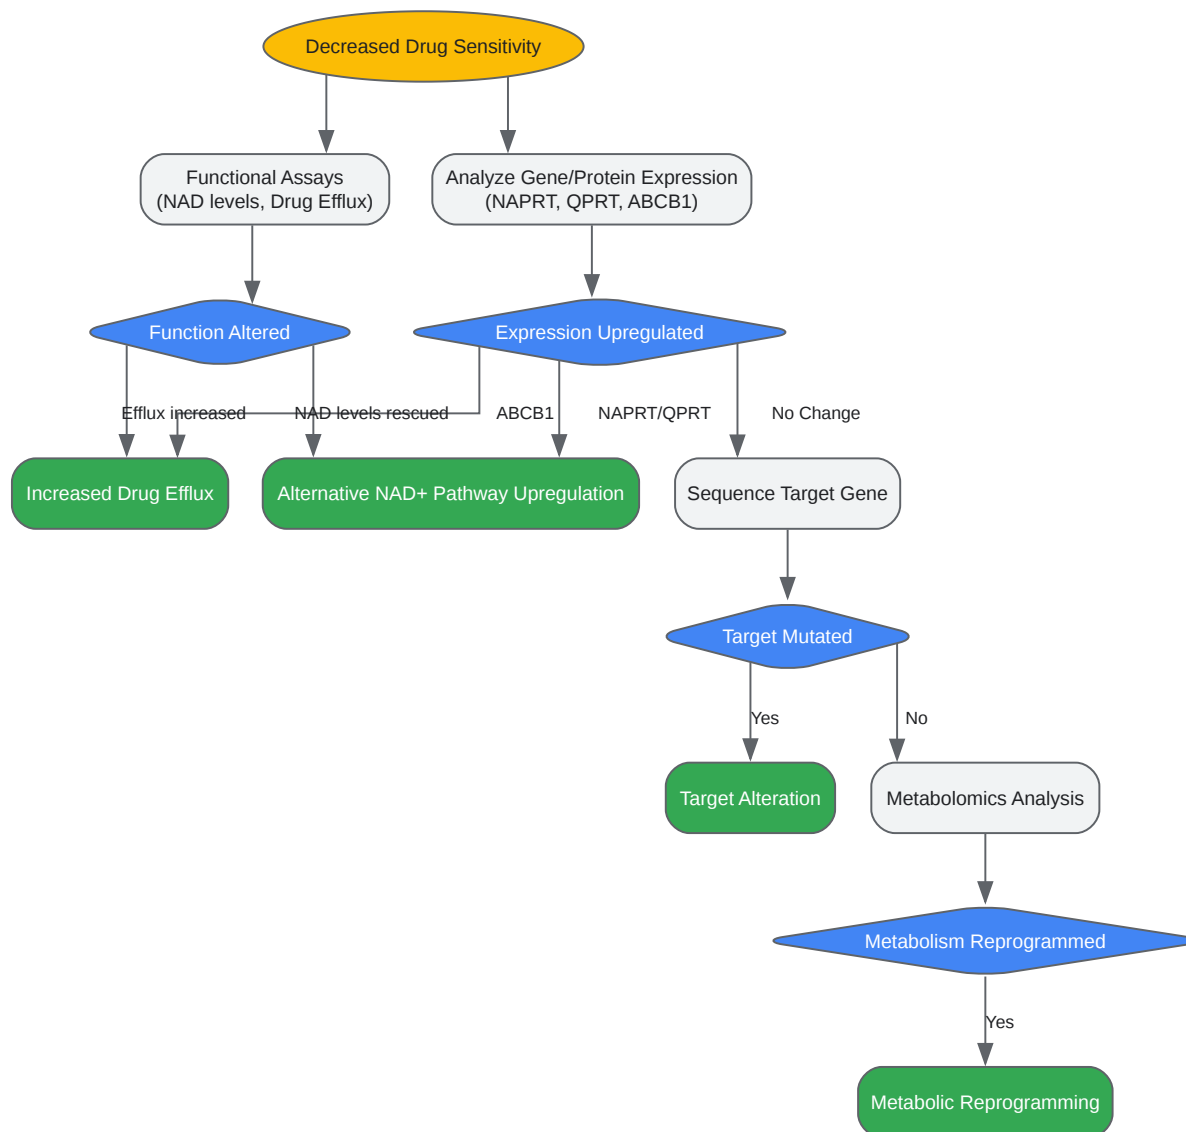 Decreased Drug Sensitivity
Functional Assays
(NAD levels, Drug Efflux)
Analyze Gene/Protein Expression
(NAPRT, QPRT, ABCB1)
Function Altered
Expression Upregulated
Efflux increased
NAD levels rescued
ABCB1
NAPRT/QPRT
No Change
Increased Drug Efflux
Alternative NAD+ Pathway Upregulation
Sequence Target Gene
Target Mutated
Yes
No
Target Alteration
Metabolomics Analysis
Metabolism Reprogrammed
Yes
Metabolic Reprogramming